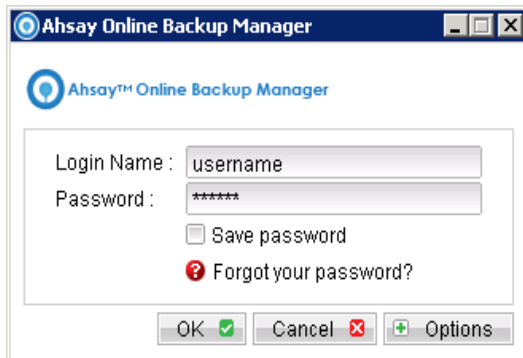 Ahsay Online Backup Manager
Ahsay™ Online Backup Manager
Login Name : username
Password : ******
Save password
Forgot your password?
OK Cancel Options